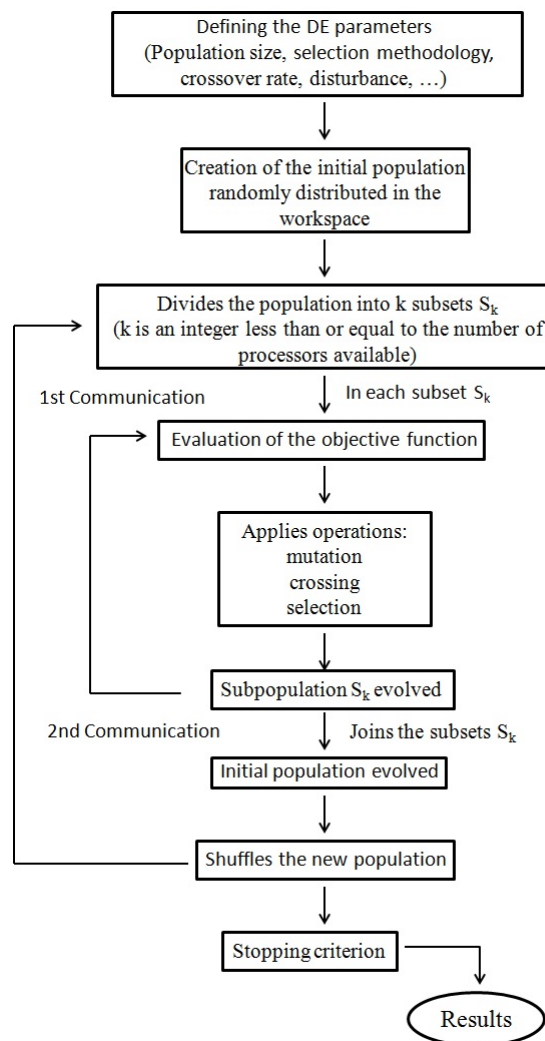 Defining the DE parameters
(Population size, selection methodology,
crossover rate, disturbance, …)
Creation of the initial population
randomly distributed in the
workspace
Divides the population into k subsets Sₖ
(k is an integer less than or equal to the number of
processors available)
1st Communication
In each subset Sₖ
Evaluation of the objective function
Applies operations:
mutation
crossing
selection
Subpopulation Sₖ evolved
2nd Communication
Joins the subsets Sₖ
Initial population evolved
Shuffles the new population
Stopping criterion
Results